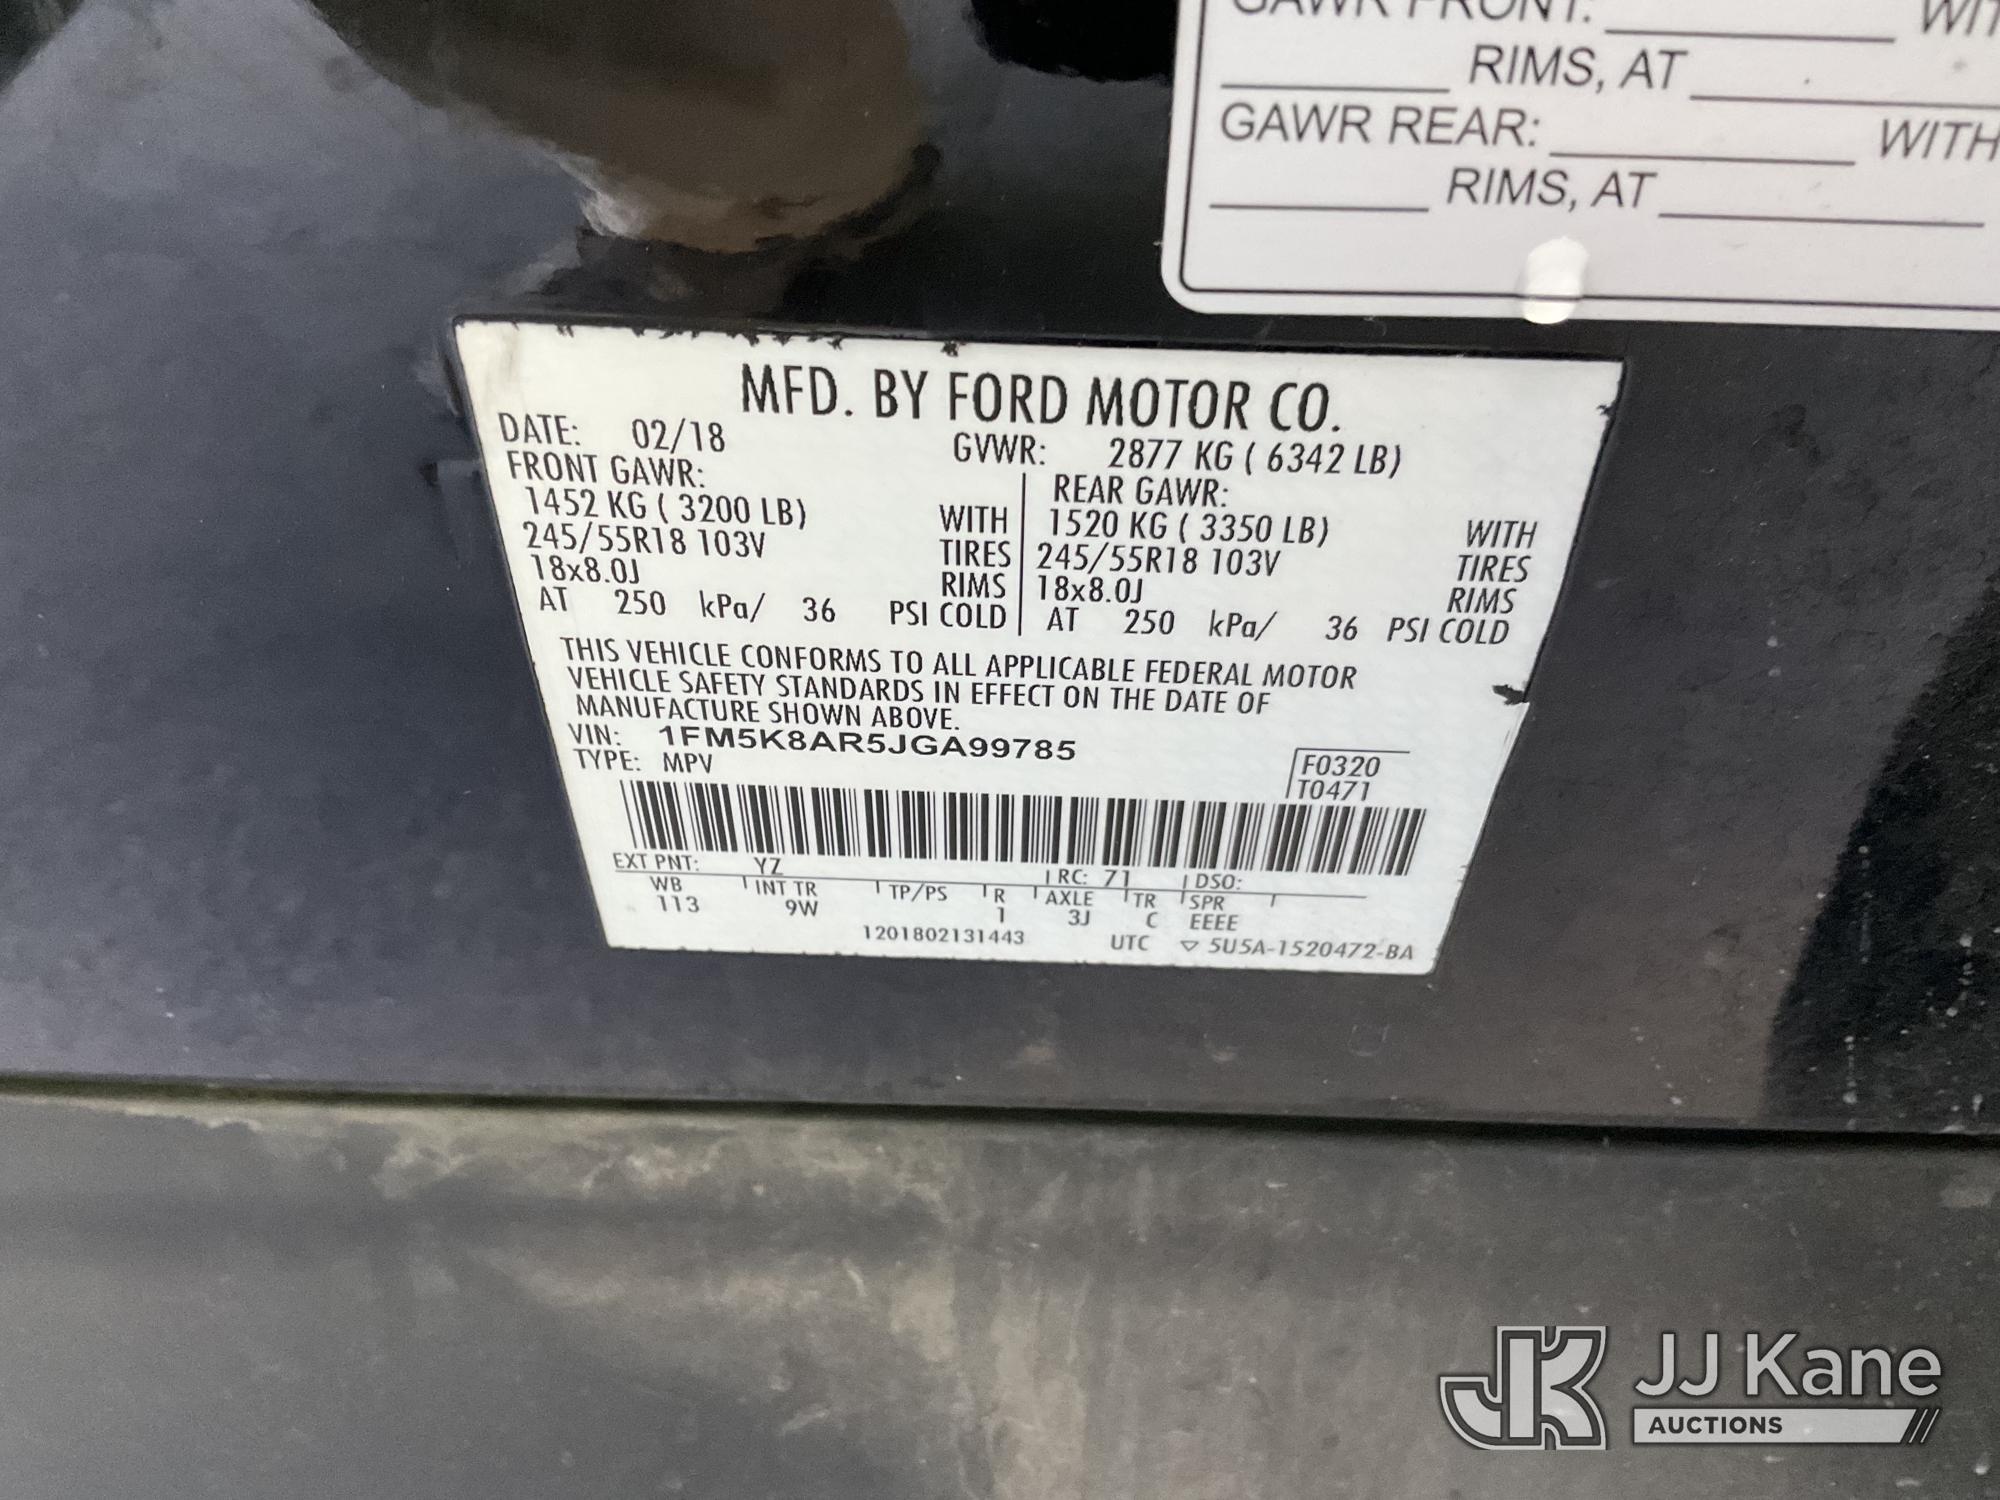 GAWR FRONT: WIT
RIMS, AT
GAWR REAR: WITH
RIMS, AT
MFD. BY FORD MOTOR CO.
DATE: 02/18 GVWR: 2877 KG ( 6342 LB)
FRONT GAWR: REAR GAWR:
1452 KG ( 3200 LB) WITH 1520 KG ( 3350 LB) WITH
245/55R18 103V TIRES 245/55R18 103V TIRES
18x8.0J RIMS 18x8.0J RIMS
AT 250 kPa/ 36 PSI COLD AT 250 kPa/ 36 PSI COLD
THIS VEHICLE CONFORMS TO ALL APPLICABLE FEDERAL MOTOR
VEHICLE SAFETY STANDARDS IN EFFECT ON THE DATE OF
MANUFACTURE SHOWN ABOVE.
VIN: 1FM5K8AR5JGA99785
TYPE: MPV
F0320
T0471
EXT PNT: YZ RC: 71 DSO:
WB INT TR TP/PS R AXLE TR SPR
113 9W 1 3J C EEEE
1201802131443 UTC ▽ 5U5A-1520472-BA
JK JJ Kane
AUCTIONS